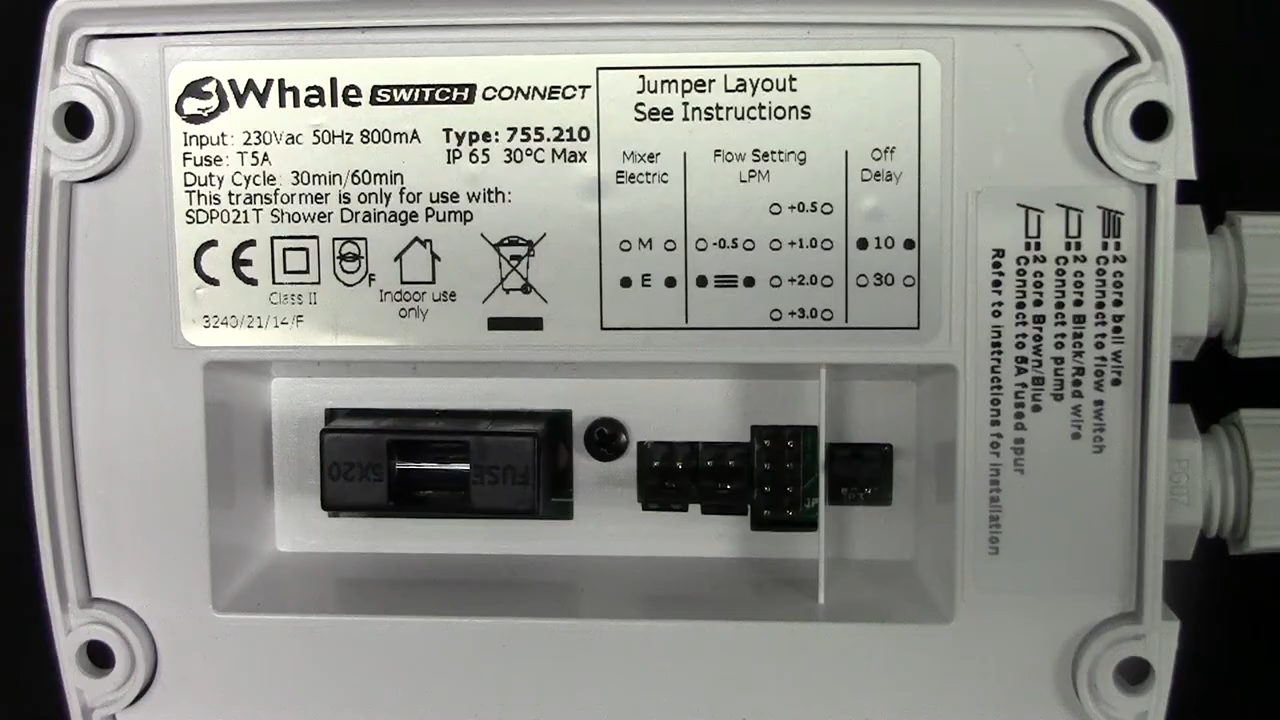 Whale SWITCH CONNECT
Input: 230Vac 50Hz 800mA Type: 755.210
Fuse: T5A IP 65 30°C Max
Duty Cycle: 30min/60min
This transformer is only for use with:
SDP021T Shower Drainage Pump
CE
Class II
F
Indoor use
only
3240/21/14/F
Jumper Layout
See Instructions
Mixer
Electric
Flow Setting
LPM
Off
Delay
+0.5
M -0.5 +1.0 10
E +2.0 30
+3.0
2 core bell wire
Connect to flow switch
2 core Black/Red wire
Connect to pump
2 core Brown/Blue
Connect to 5A fused spur
Refer to instructions for installation
5X20 FUSE
JP
PG07